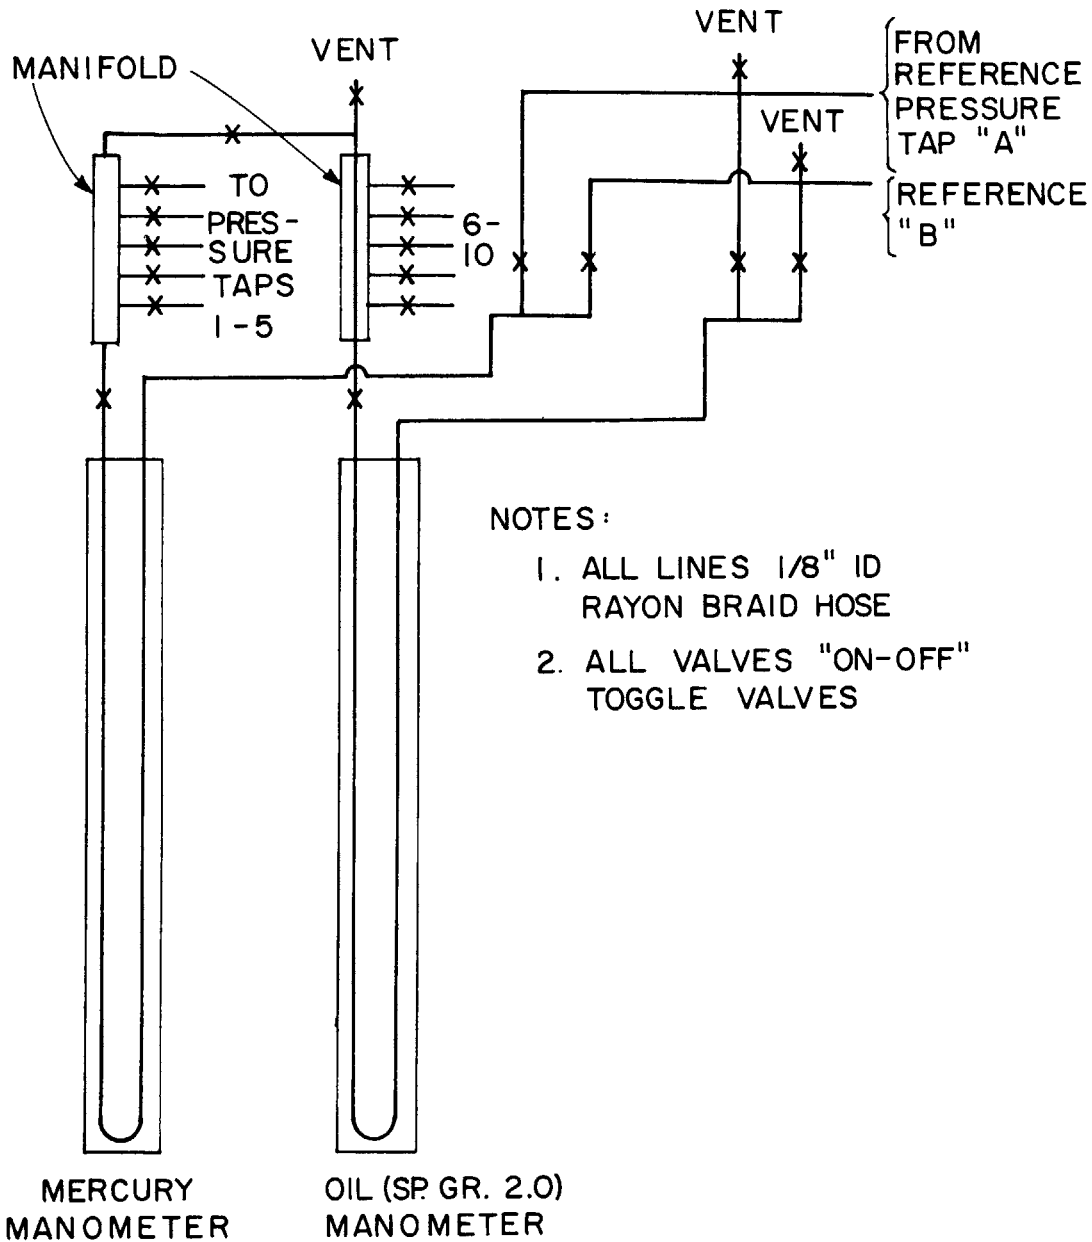 VENT
MANIFOLD
TO
PRES-
SURE
TAPS
1-5
6-
10
VENT
VENT
FROM
REFERENCE
PRESSURE
TAP "A"
REFERENCE
"B"
NOTES:
1. ALL LINES 1/8" ID
RAYON BRAID HOSE
2. ALL VALVES "ON-OFF"
TOGGLE VALVES
MERCURY
MANOMETER
OIL (SP. GR. 2.0)
MANOMETER